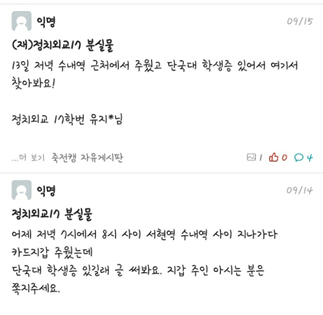 익명 09/15
(재)정치외교17 분실물
13일 저녁 수내역 근처에서 주웠고 단국대 학생증 있어서 여기서
찾아봐요!
정치외교 17학번 유지*님
...더 보기 죽전캠 자유게시판 1 0 4
익명 09/14
정치외교17 분실물
어제 저녁 7시에서 8시 사이 서현역 수내역 사이 지나가다
카드지갑 주웠는데
단국대 학생증 있길래 글 써봐요. 지갑 주인 아시는 분은
쪽지주세요.